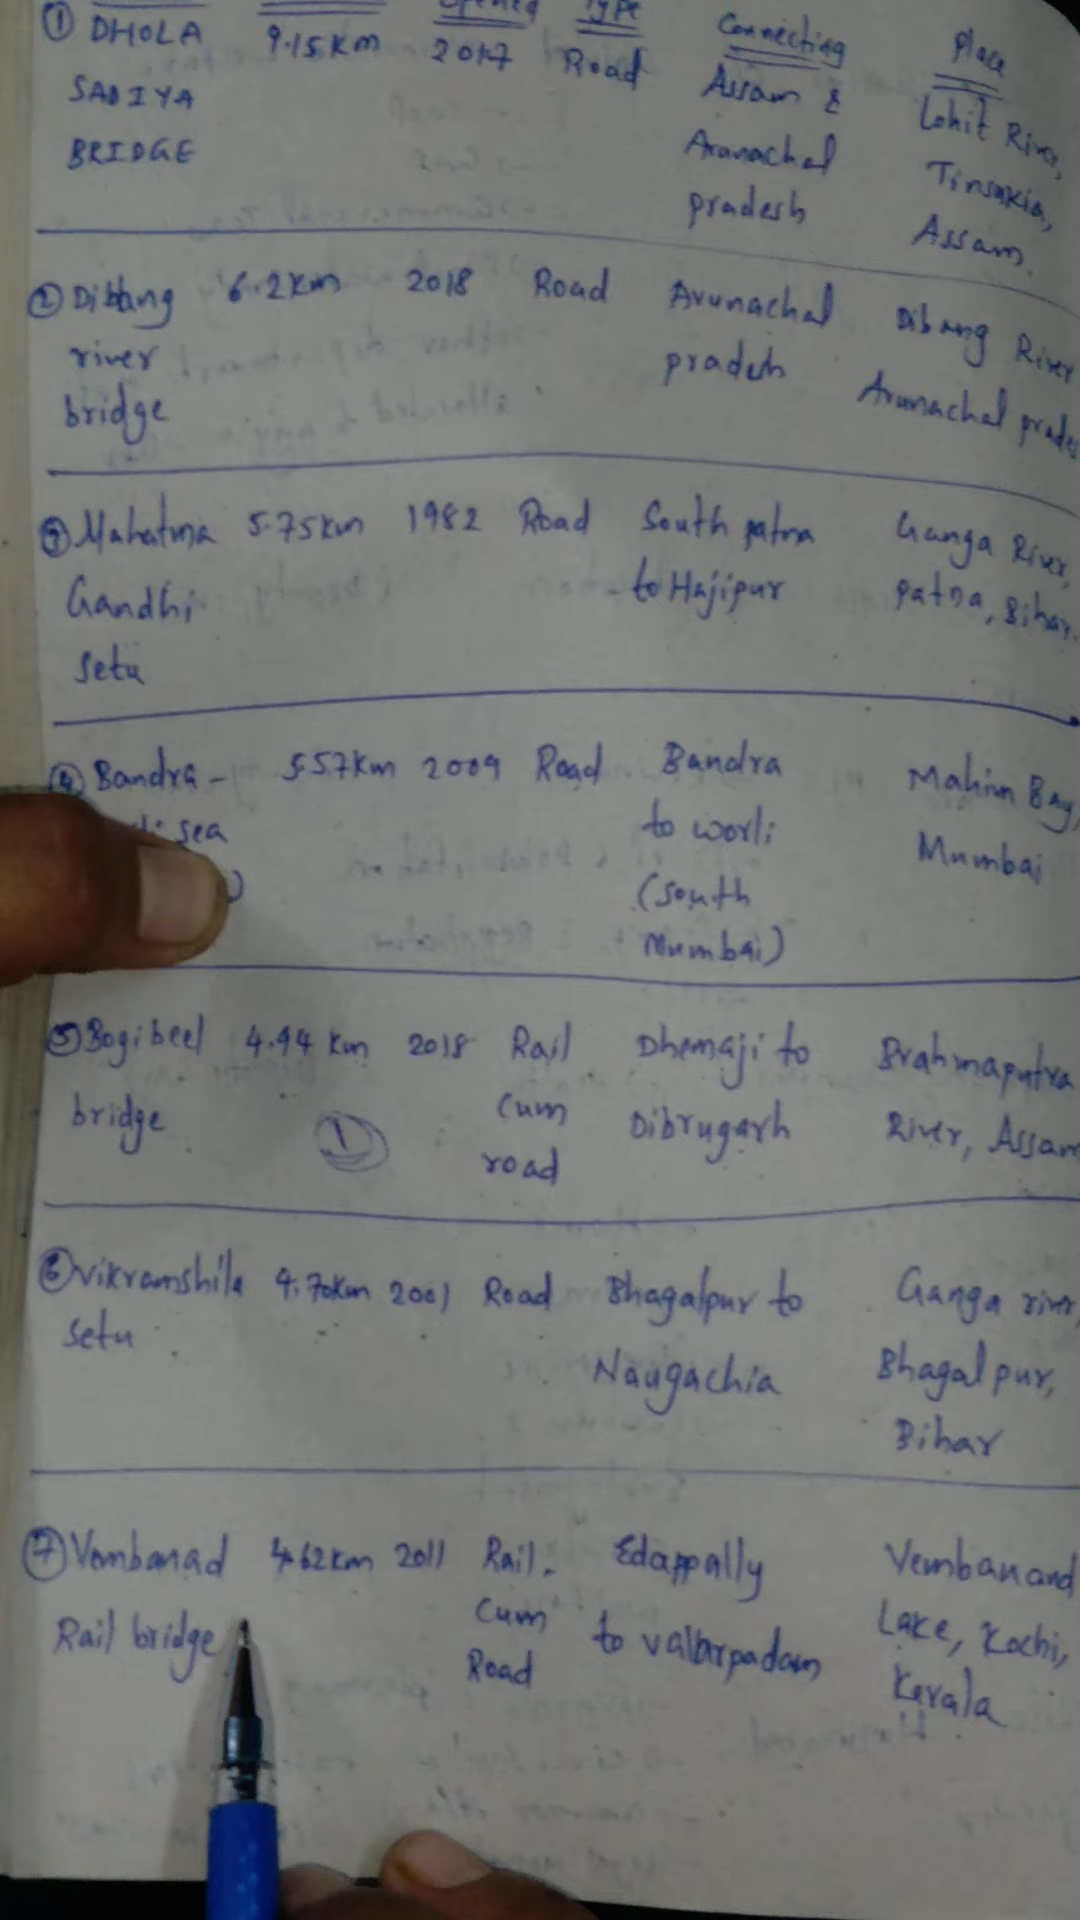 Opened Type Connecting Place
① DHOLA 9.15km 2017 Road Assam & Lohit River,
SADIYA Arunachal Tinsukia,
BRIDGE pradesh Assam.
② Dibang 6.2km 2018 Road Arunachal Dibang River
river pradesh Arunachal prade
bridge
③ Mahatma 5.75km 1982 Road South patna Ganga River,
Gandhi to Hajipur patna, Bihar.
Setu
④ Bandra - 5.57km 2009 Road Bandra Mahim Bay,
sea to worli Mumbai
(south
Mumbai)
⑤ Bogibeel 4.94 km 2018 Rail Dhemaji to Brahmaputra
bridge ① Cum Dibrugarh River, Assam
road
⑥ Vikramshila 4.70km 2001 Road Bhagalpur to Ganga river,
Setu Naugachia Bhagalpur,
Bihar
⑦ Vembanad 4.62km 2011 Rail. Edappally Vembanand
Rail bridge Cum to vallarpadam Lake, Kochi,
Road Kerala